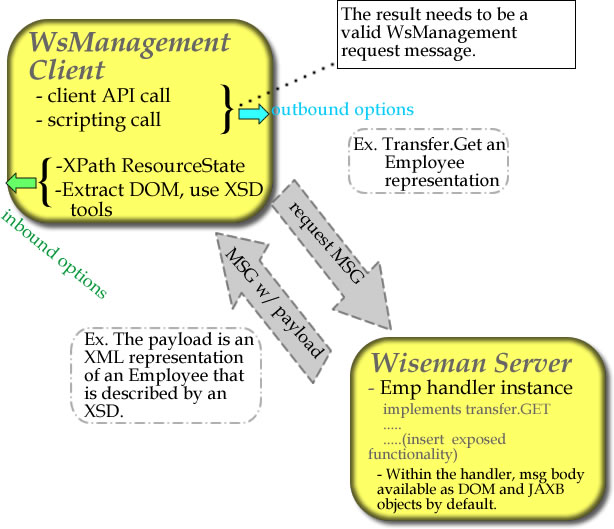 WsManagement
Client
- client API call
- scripting call
-XPath ResourceState
-Extract DOM, use XSD
tools
The result needs to be a
valid WsManagement
request message.
outbound options
inbound options
Ex. Transfer.Get an
Employee
representation
request MSG
MSG w/ payload
Ex. The payload is an
XML representation
of an Employee that
is described by an
XSD.
Wiseman Server
- Emp handler instance
implements transfer.GET
.....
.....(insert exposed
functionality)
- Within the handler, msg body
available as DOM and JAXB
objects by default.